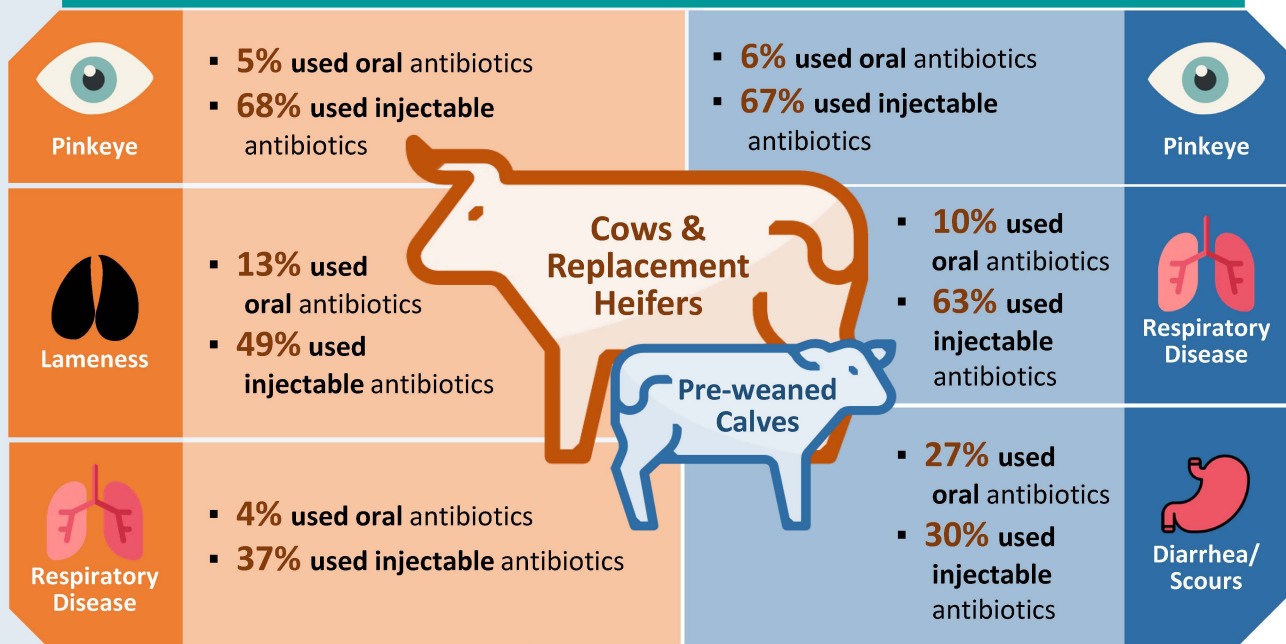 ▪ 5% used oral antibiotics
▪ 68% used injectable
antibiotics
Pinkeye
▪ 13% used
oral antibiotics
▪ 49% used
injectable antibiotics
Lameness
▪ 4% used oral antibiotics
▪ 37% used injectable antibiotics
Respiratory
Disease
Cows &
Replacement
Heifers
Pre-weaned
Calves
▪ 6% used oral antibiotics
▪ 67% used injectable
antibiotics
Pinkeye
▪ 10% used
oral antibiotics
▪ 63% used
injectable
antibiotics
Respiratory
Disease
▪ 27% used
oral antibiotics
▪ 30% used
injectable
antibiotics
Diarrhea/
Scours